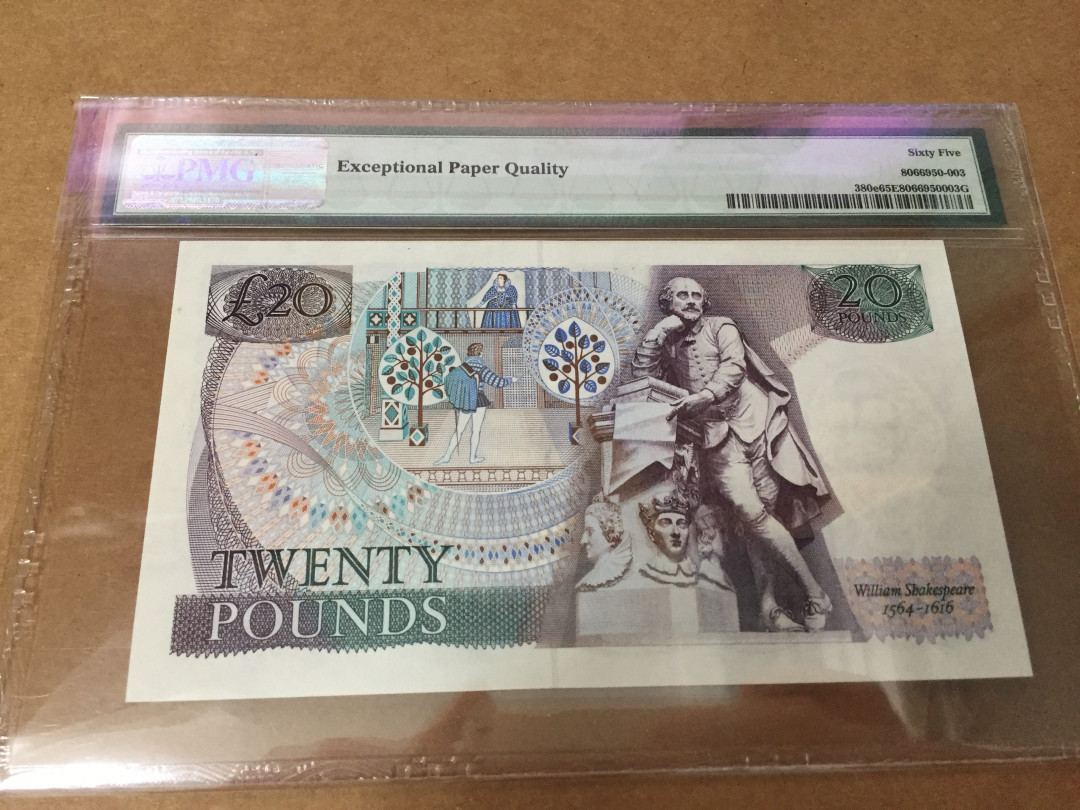 PMG
Exceptional Paper Quality
Sixty Five
8066950-003
380e65E8066950003G
£20
20
POUNDS
TWENTY
POUNDS
William Shakespeare
1564-1616